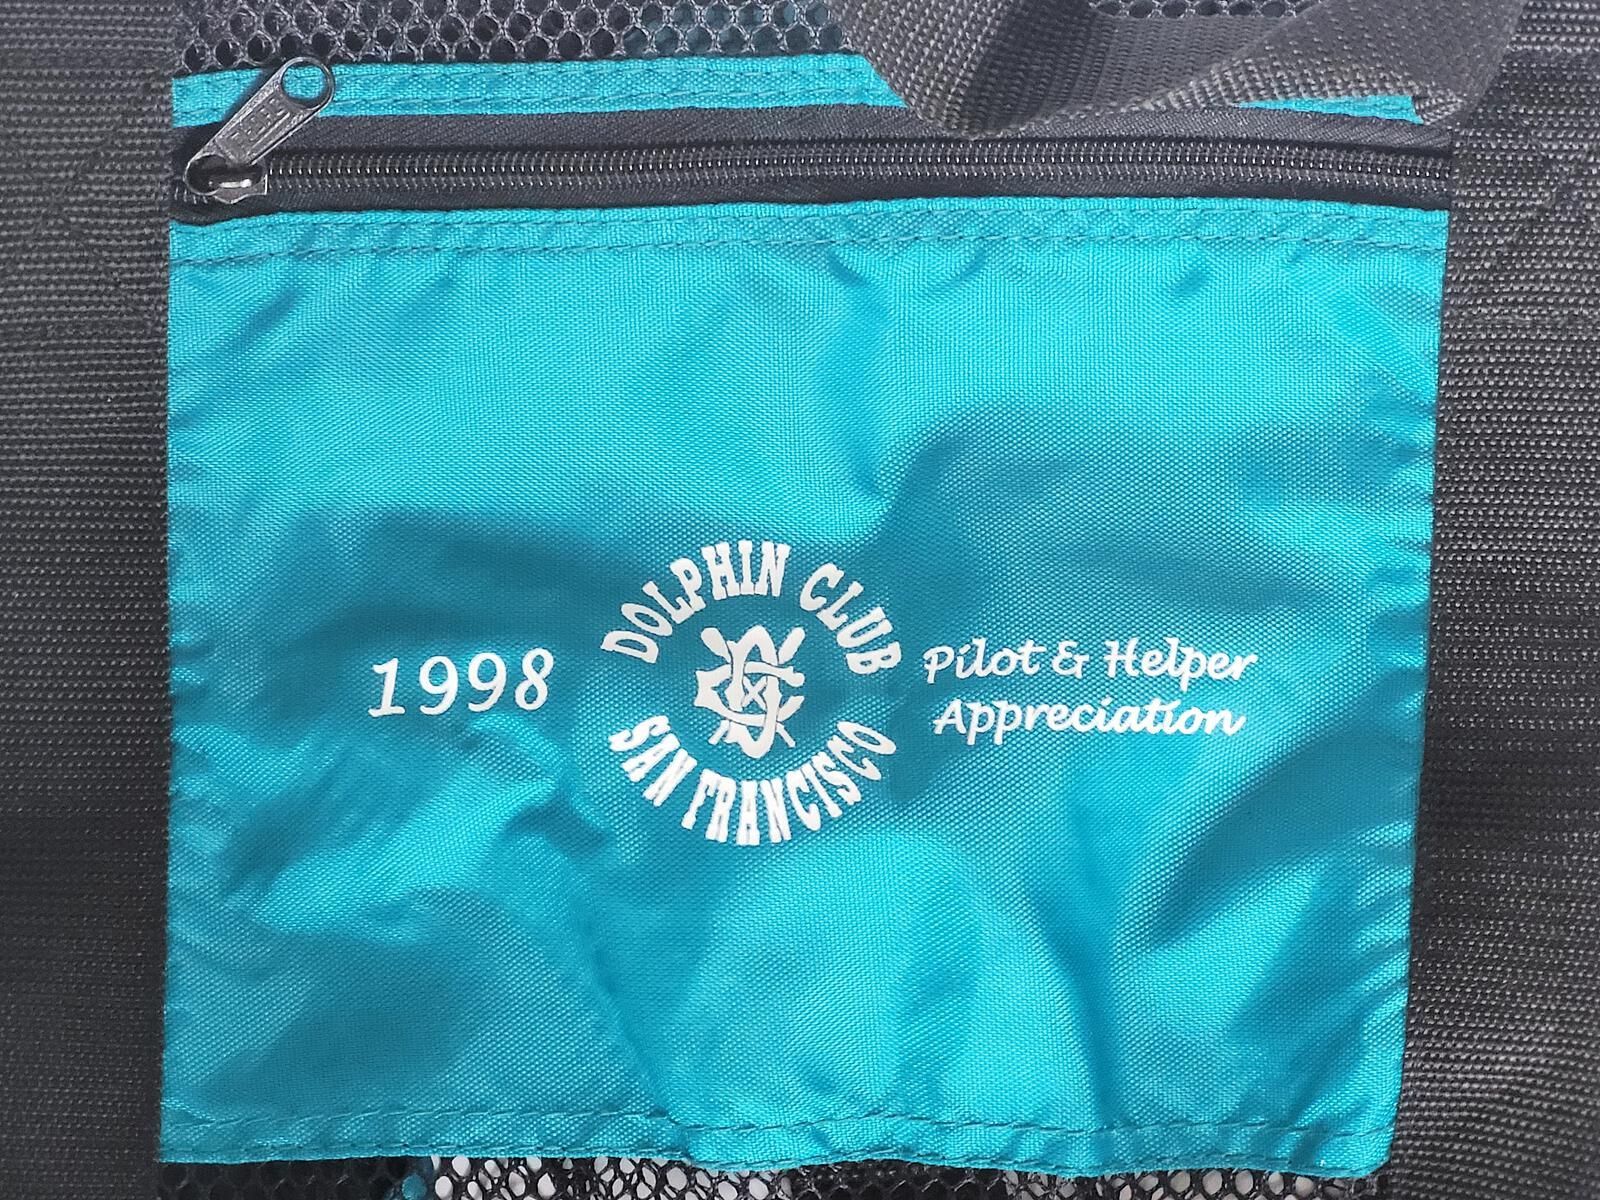 1998
DOLPHIN CLUB
SAN FRANCISCO
Pilot & Helper
Appreciation